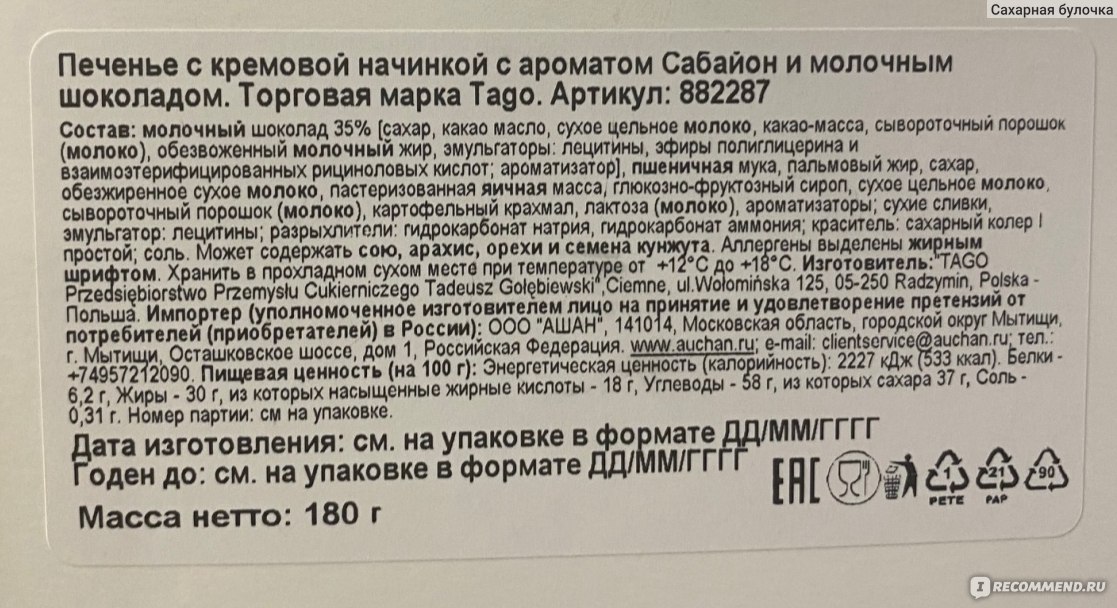 Сахарная булочка
Печенье с кремовой начинкой с ароматом Сабайон и молочным
шоколадом. Торговая марка Tago. Артикул: 882287
Состав: молочный шоколад 35% [сахар, какао масло, сухое цельное молоко, какао-масса, сывороточный порошок
(молоко), обезвоженный молочный жир, эмульгаторы: лецитины, эфиры полиглицерина и
взаимоэтерифицированных рициноловых кислот; ароматизатор], пшеничная мука, пальмовый жир, сахар,
обезжиренное сухое молоко, пастеризованная яичная масса, глюкозно-фруктозный сироп, сухое цельное молоко,
сывороточный порошок (молоко), картофельный крахмал, лактоза (молоко), ароматизаторы; сухие сливки,
эмульгатор: лецитины; разрыхлители: гидрокарбонат натрия, гидрокарбонат аммония; краситель: сахарный колер I
простой; соль. Может содержать сою, арахис, орехи и семена кунжута. Аллергены выделены жирным
шрифтом. Хранить в прохладном сухом месте при температуре от +12°C до +18°C. Изготовитель:"TAGO
Przedsiębiorstwo Przemysłu Cukierniczego Tadeusz Gołębiewski",Ciemne, ul.Wołomińska 125, 05-250 Radzymin, Polska -
Польша. Импортер (уполномоченное изготовителем лицо на принятие и удовлетворение претензий от
потребителей (приобретателей) в России): ООО "АШАН", 141014, Московская область, городской округ Мытищи,
г. Мытищи, Осташковское шоссе, дом 1, Российская Федерация. www.auchan.ru; e-mail: clientservice@auchan.ru; тел.:
+74957212090. Пищевая ценность (на 100 г): Энергетическая ценность (калорийность): 2227 кДж (533 ккал). Белки -
6,2 г, Жиры - 30 г, из которых насыщенные жирные кислоты - 18 г, Углеводы - 58 г, из которых сахара 37 г, Соль -
0,31 г. Номер партии: см на упаковке.
Дата изготовления: см. на упаковке в формате ДД/ММ/ГГГГ
Годен до: см. на упаковке в формате ДД/ММ/ГГГГ
EAC 1 21 90
PETE PAP
Масса нетто: 180 г
IRECOMMEND.RU